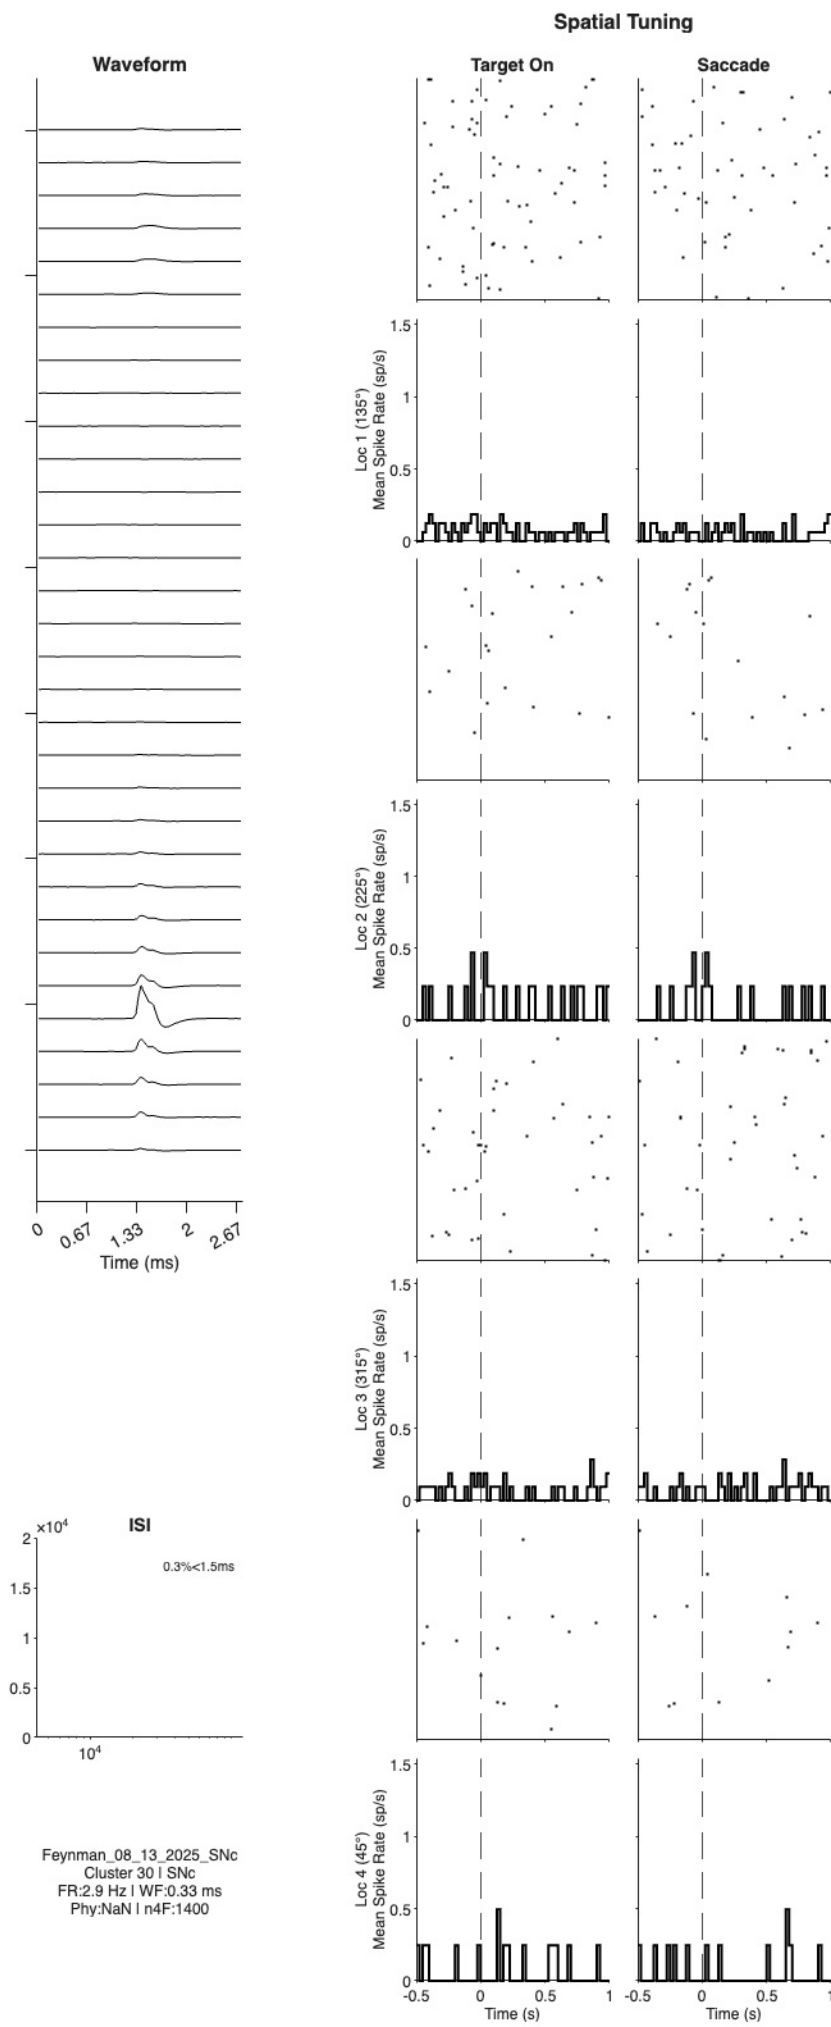 Spatial Tuning
Waveform
Target On
Saccade
0
0.67
1.33
2
2.67
Time (ms)
1.5
1
0.5
0
Loc 1 (135°)
Mean Spike Rate (sp/s)
1.5
1
0.5
0
Loc 2 (225°)
Mean Spike Rate (sp/s)
1.5
1
0.5
0
Loc 3 (315°)
Mean Spike Rate (sp/s)
ISI
×10⁴
2
1.5
1
0.5
0
0.3%<1.5ms
10⁴
Feynman_08_13_2025_SNc
Cluster 30 | SNc
FR:2.9 Hz | WF:0.33 ms
Phy:NaN | n4F:1400
1.5
1
0.5
0
Loc 4 (45°)
Mean Spike Rate (sp/s)
-0.5 0 0.5 1
Time (s)
-0.5 0 0.5 1
Time (s)